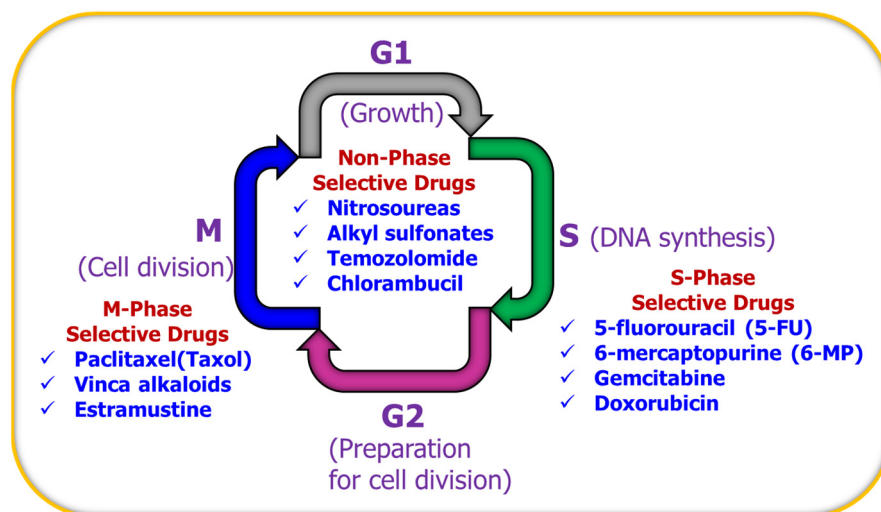 G1
(Growth)
Non-Phase
Selective Drugs
✓ Nitrosoureas
✓ Alkyl sulfonates
✓ Temozolomide
✓ Chlorambucil
M
(Cell division)
M-Phase
Selective Drugs
✓ Paclitaxel(Taxol)
✓ Vinca alkaloids
✓ Estramustine
S (DNA synthesis)
S-Phase
Selective Drugs
✓ 5-fluorouracil (5-FU)
✓ 6-mercaptopurine (6-MP)
✓ Gemcitabine
✓ Doxorubicin
G2
(Preparation
for cell division)